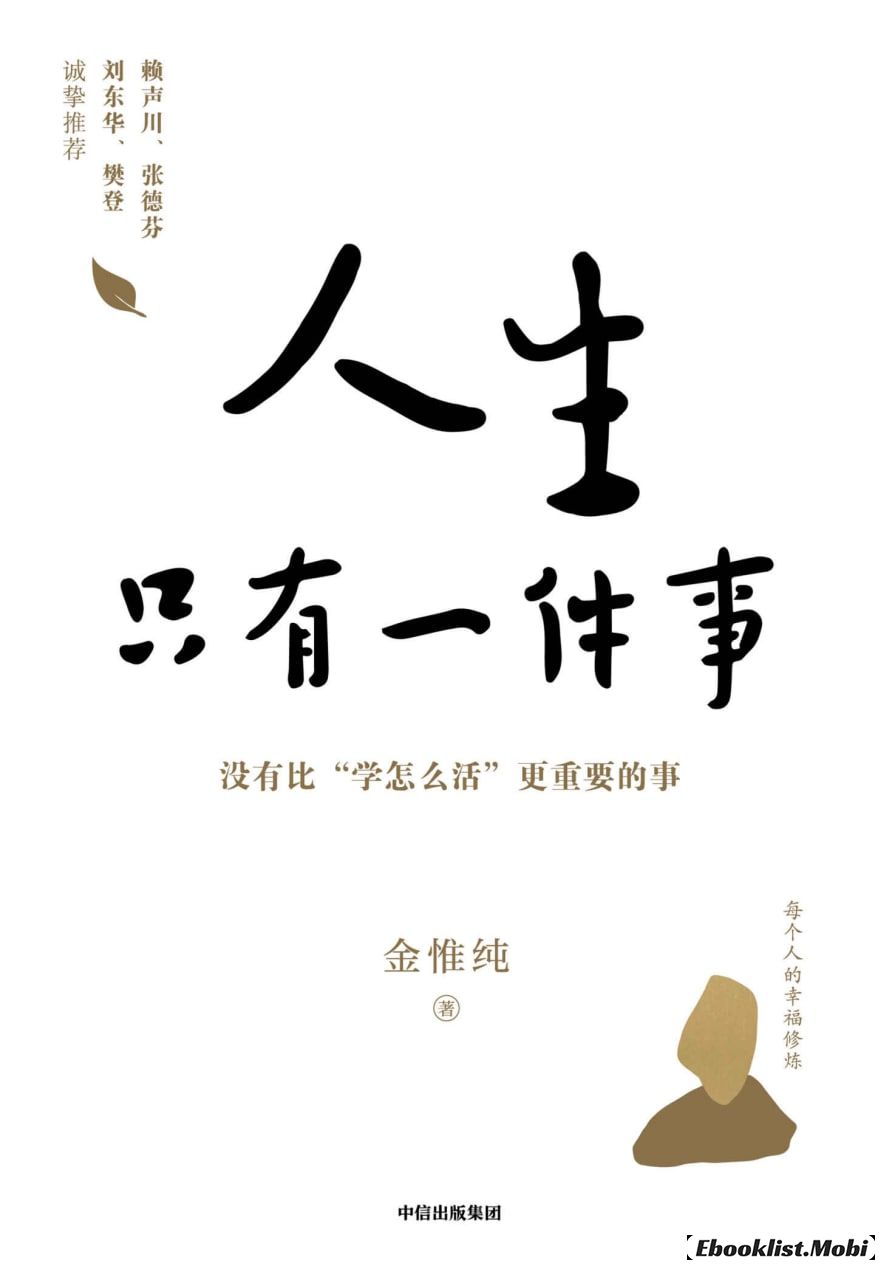 赖声川、张德芬
刘东华、樊登
诚挚推荐
人生
只有一件事
没有比“学怎么活”更重要的事
金惟纯
著
每个人的幸福修炼
中信出版集团
【Ebooklist.Mobi】